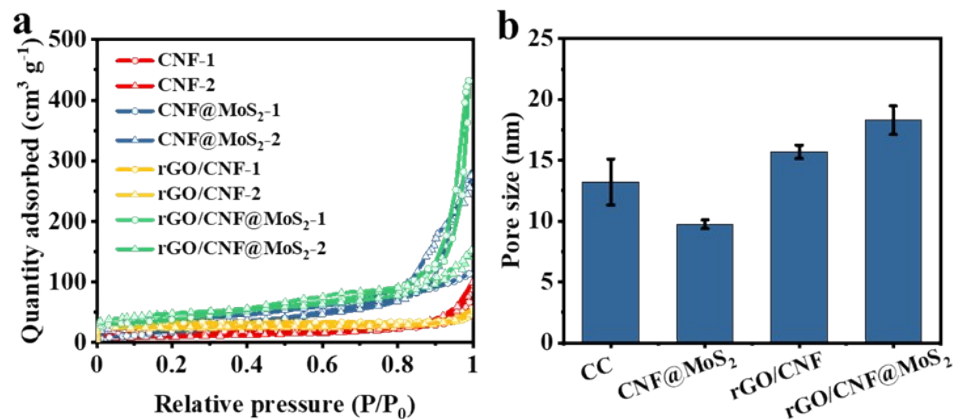 a
Quantity adsorbed (cm³ g⁻¹)
500
400
300
200
100
0
CNF-1
CNF-2
CNF@MoS₂-1
CNF@MoS₂-2
rGO/CNF-1
rGO/CNF-2
rGO/CNF@MoS₂-1
rGO/CNF@MoS₂-2
0 0.2 0.4 0.6 0.8 1
Relative pressure (P/P₀)
b
Pore size (nm)
25
20
15
10
5
0
CC
CNF@MoS₂
rGO/CNF
rGO/CNF@MoS₂